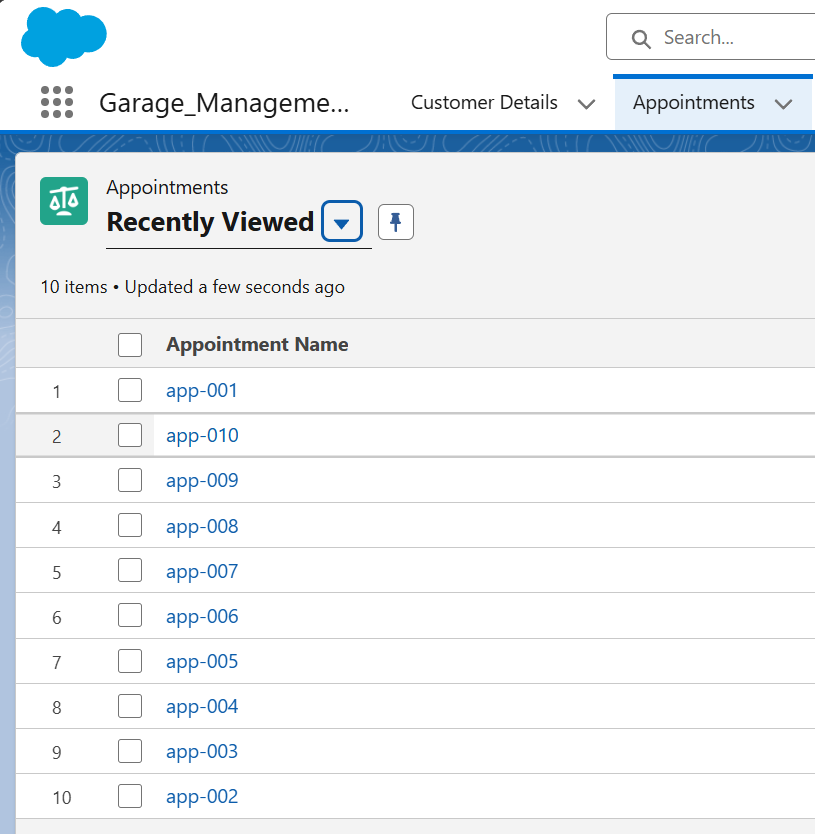 Search...
Garage_Manageme...
Customer Details
Appointments
Appointments
Recently Viewed
10 items • Updated a few seconds ago
Appointment Name
1 app-001
2 app-010
3 app-009
4 app-008
5 app-007
6 app-006
7 app-005
8 app-004
9 app-003
10 app-002